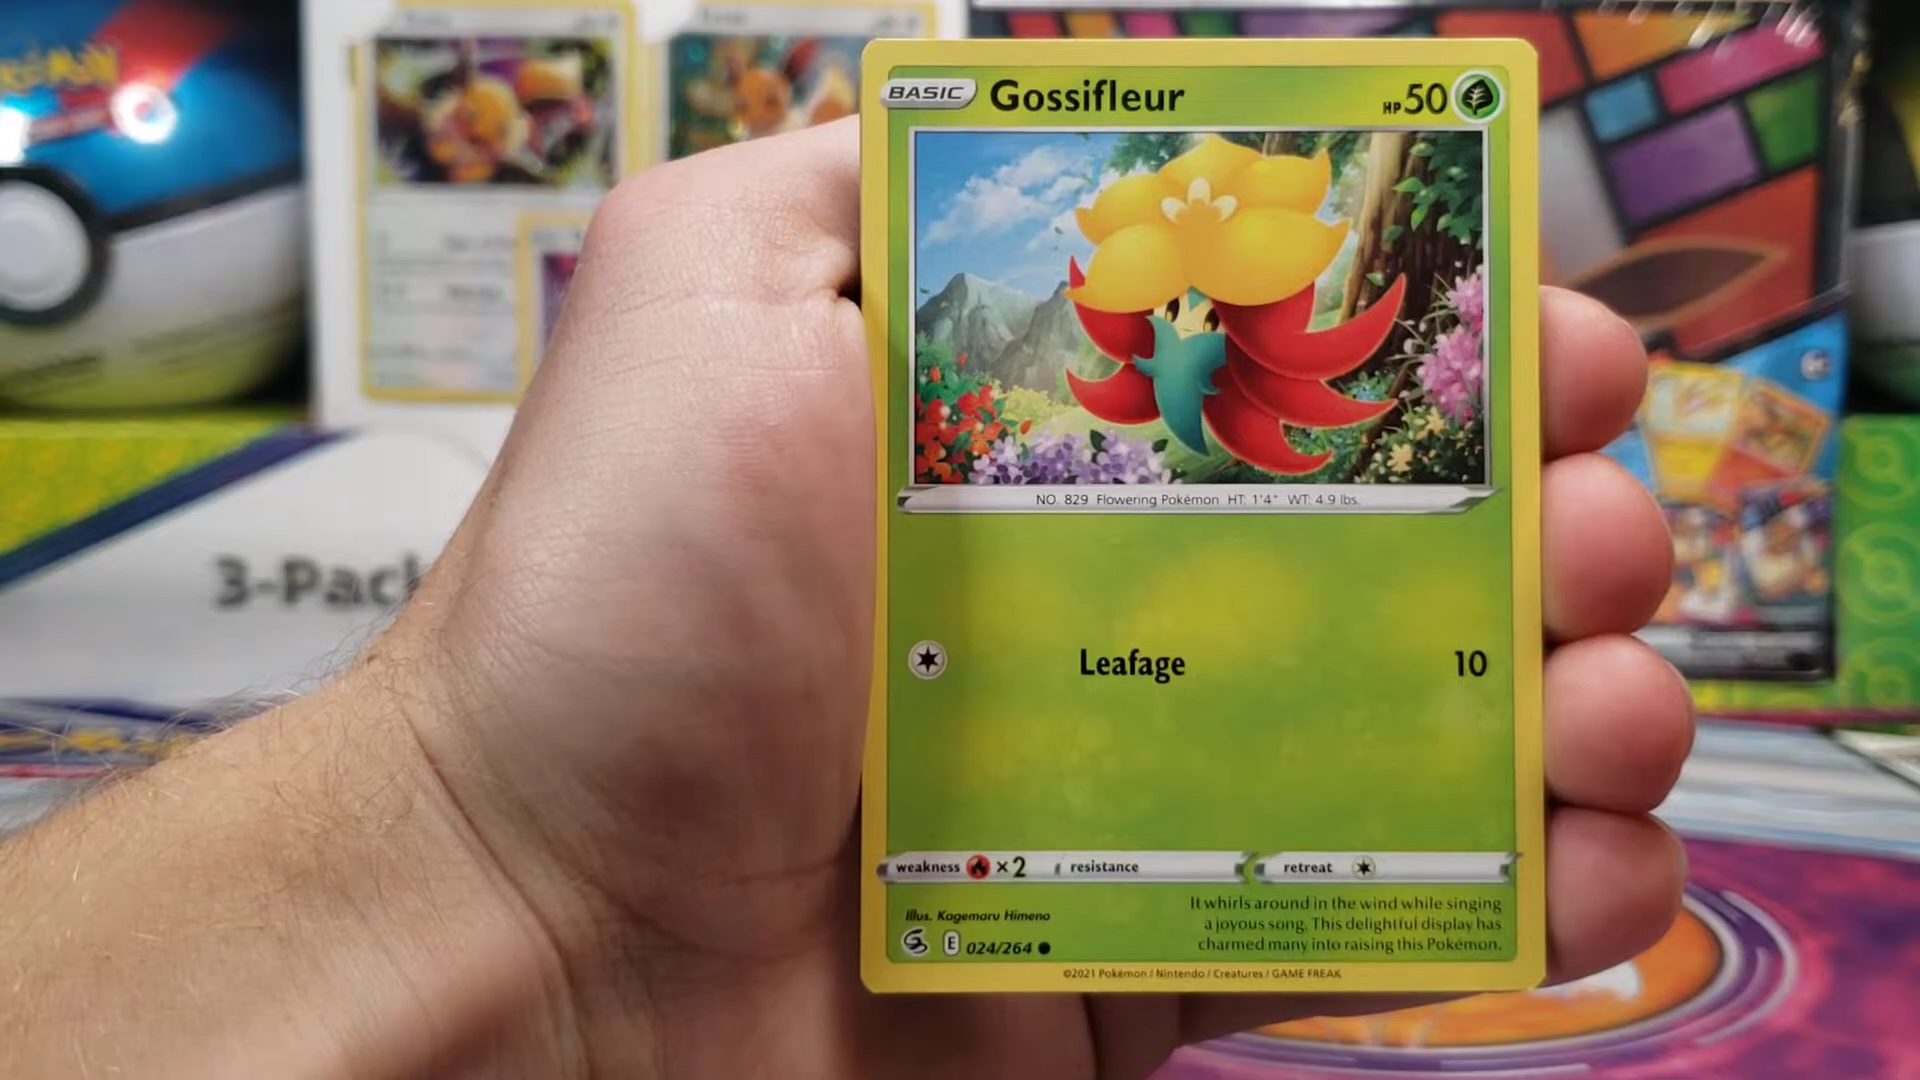 BASIC Gossifleur HP50
NO. 829 Flowering Pokémon HT: 1'4" WT: 4.9 lbs.
Leafage 10
weakness ×2 resistance retreat
It whirls around in the wind while singing
a joyous song. This delightful display has
charmed many into raising this Pokémon.
Illus. Kagemaru Himeno
E 024/264
©2021 Pokémon / Nintendo / Creatures / GAME FREAK
3-Pack